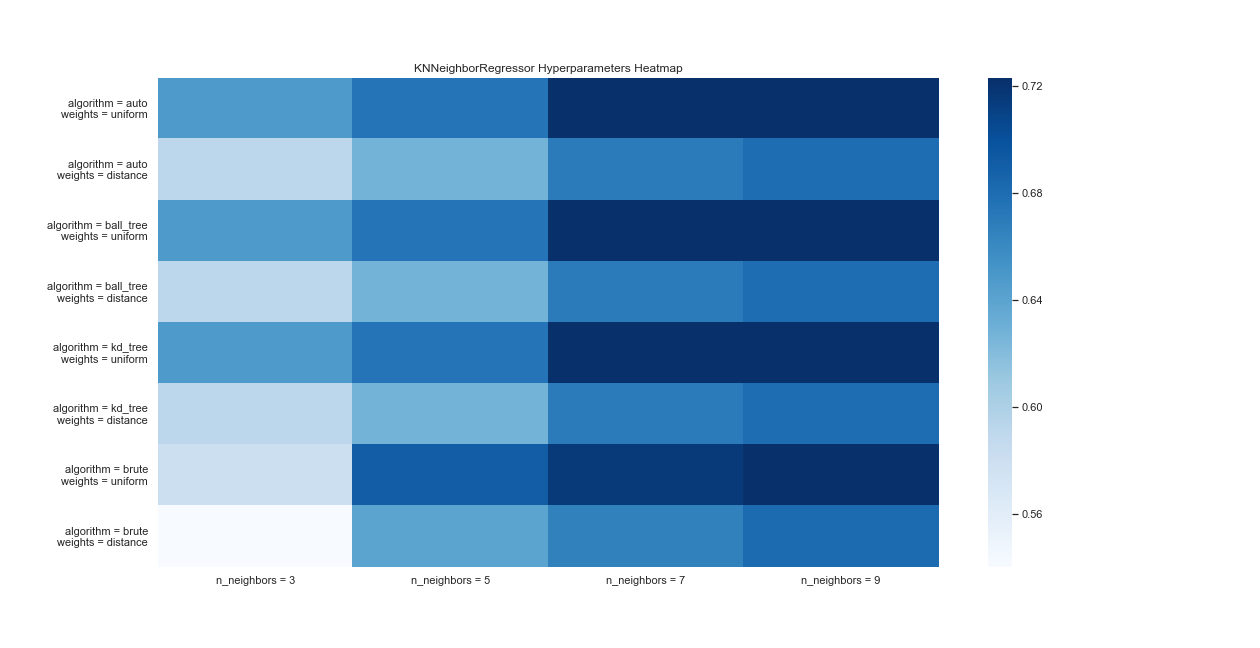 KNNeighborRegressor Hyperparameters Heatmap
algorithm = auto
weights = uniform
algorithm = auto
weights = distance
algorithm = ball_tree
weights = uniform
algorithm = ball_tree
weights = distance
algorithm = kd_tree
weights = uniform
algorithm = kd_tree
weights = distance
algorithm = brute
weights = uniform
algorithm = brute
weights = distance
n_neighbors = 3
n_neighbors = 5
n_neighbors = 7
n_neighbors = 9
0.72
0.68
0.64
0.60
0.56